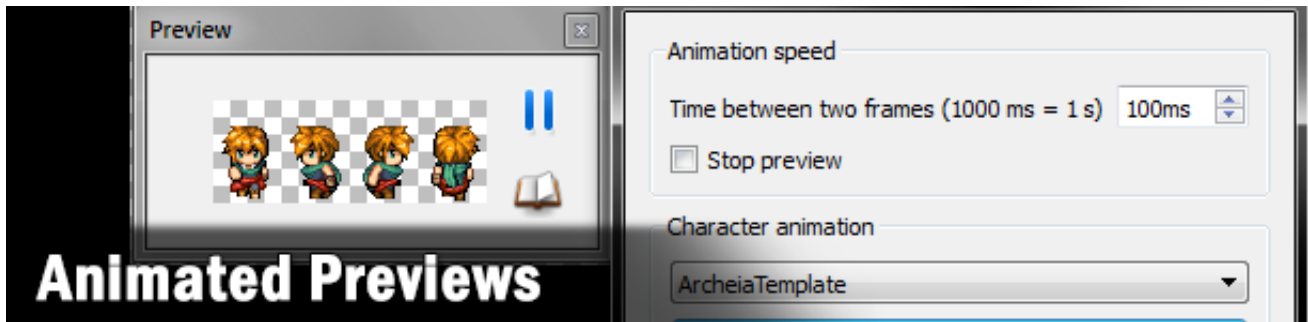 Preview
Animation speed
Time between two frames (1000 ms = 1 s) 100ms
Stop preview
Character animation
ArcheiaTemplate
Animated Previews